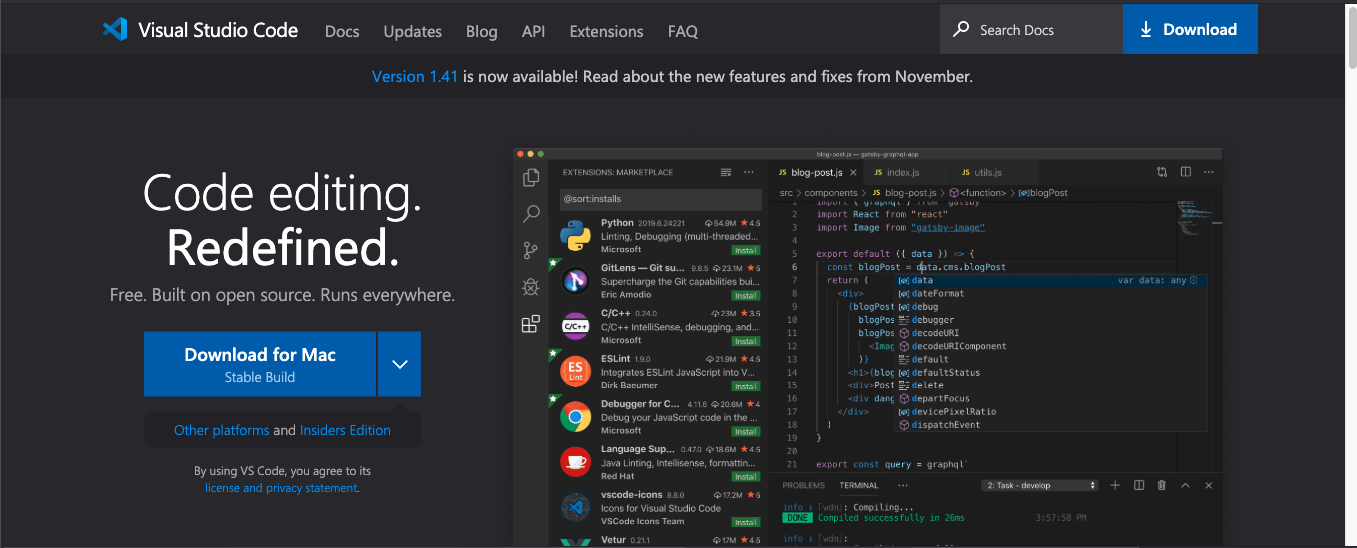 Visual Studio Code Docs Updates Blog API Extensions FAQ Search Docs Download
Version 1.41 is now available! Read about the new features and fixes from November.
Code editing.
Redefined.
Free. Built on open source. Runs everywhere.
Download for Mac
Stable Build
Other platforms and Insiders Edition
By using VS Code, you agree to its
license and privacy statement.
blog-post.js — gatsby-graphql-app
EXTENSIONS: MARKETPLACE
@sort:installs
Python 2019.6.24221 54.9M ★4.5
Linting, Debugging (multi-threaded...
Microsoft Install
GitLens — Git su... 9.8.5 23.1M ★5
Supercharge the Git capabilities bui...
Eric Amodio Install
C/C++ 0.24.0 23M ★3.5
C/C++ IntelliSense, debugging, and...
Microsoft Install
ESLint 1.9.0 21.9M ★4.5
Integrates ESLint JavaScript into V...
Dirk Baeumer Install
Debugger for C... 4.11.6 20.6M ★4
Debug your JavaScript code in the ...
Microsoft Install
Language Sup... 0.47.0 18.6M ★4.5
Java Linting, Intellisense, formattin...
Red Hat Install
vscode-icons 8.8.0 17.2M ★5
Icons for Visual Studio Code
VSCode Icons Team Install
Vetur 0.21.1 17M ★4.5
JS blog-post.js JS index.js JS utils.js
src › components › JS blog-post.js › <function> › blogPost
import { graphql } from "gatsby"
2 import React from "react"
3 import Image from "gatsby-image"
4
5 export default ({ data }) => {
6 const blogPost = data.cms.blogPost
7 return (
8 <div>
9 {blogPost
10 blogPo
11 blogPo
12 <Imag
13 )}
14 <h1>{blog
15 <div>Post
16 <div dang
17 </div>
18 )
19 }
20
21 export const query = graphql`
data var data: any
dateFormat
debug
debugger
decodeURI
decodeURIComponent
default
defaultStatus
delete
departFocus
devicePixelRatio
dispatchEvent
PROBLEMS TERMINAL ... 2: Task - develop
info [wdm]: Compiling...
DONE Compiled successfully in 26ms 3:57:58 PM
info [wdm]: